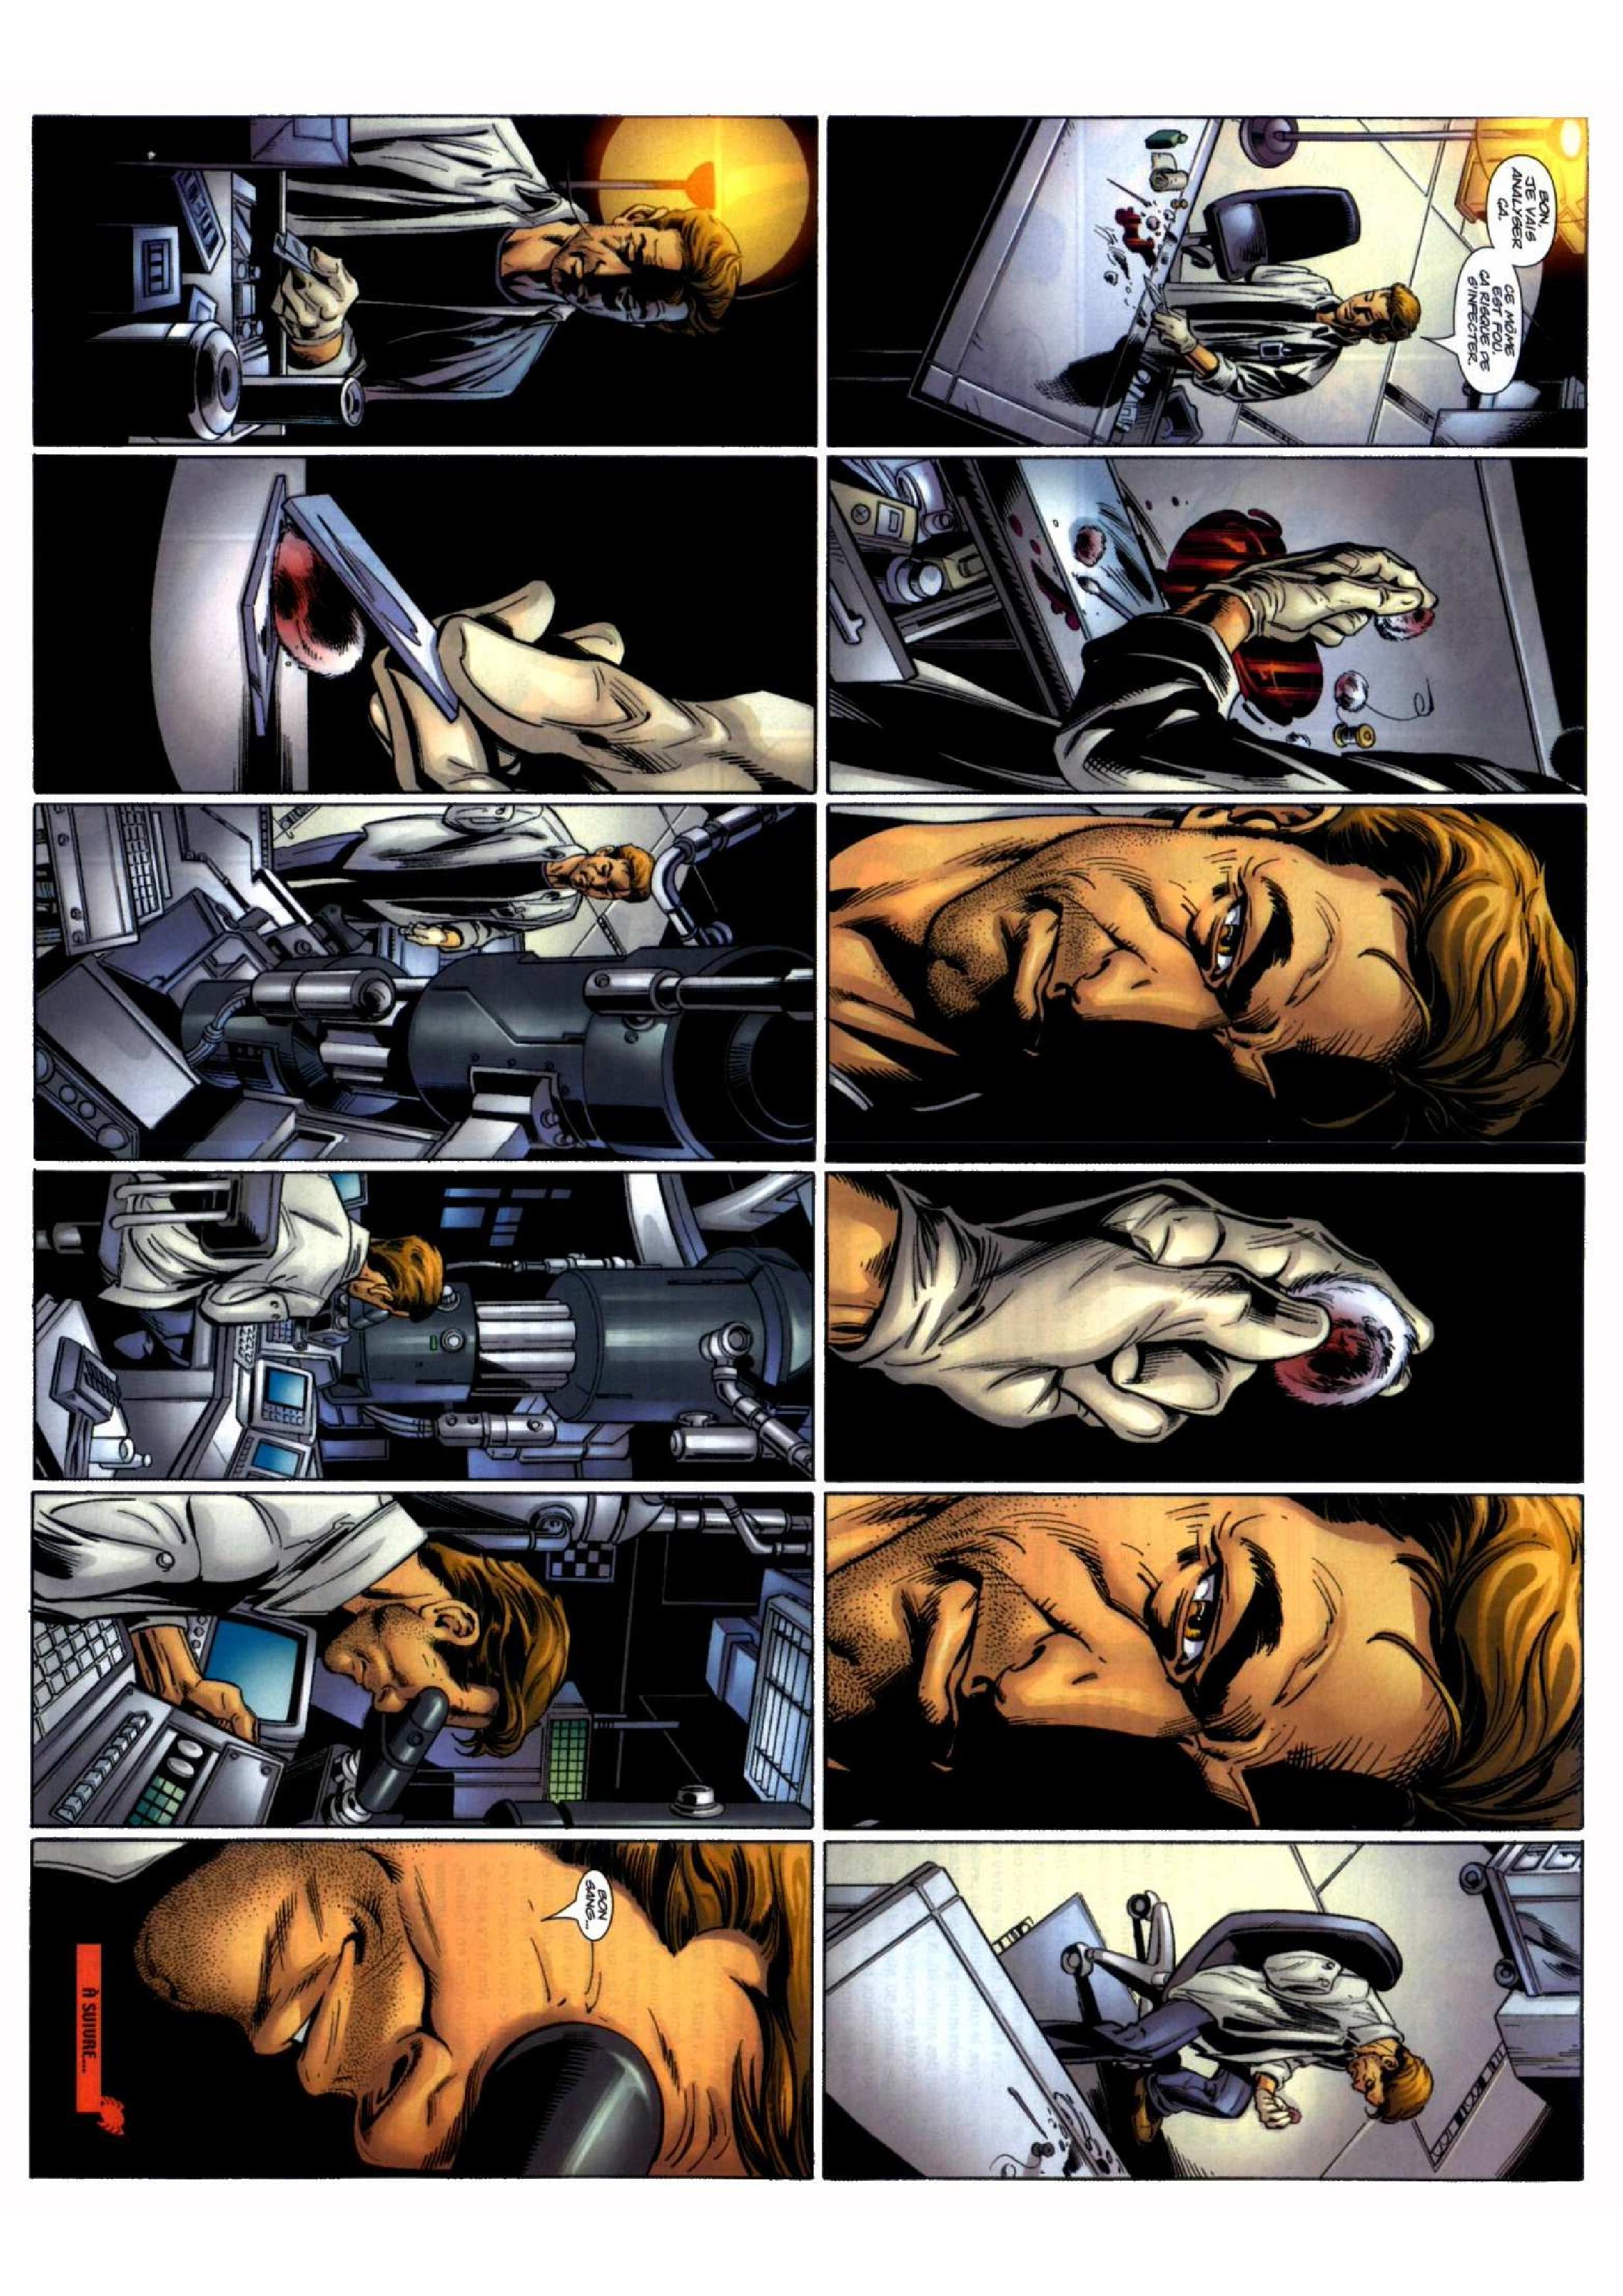 BON,
JE VAIS
ANALYSER
ÇA.
CE MÔME
EST FOU.
ÇA RISQUE DE
S'INFECTER.
BON
SANG...
À SUIVRE...